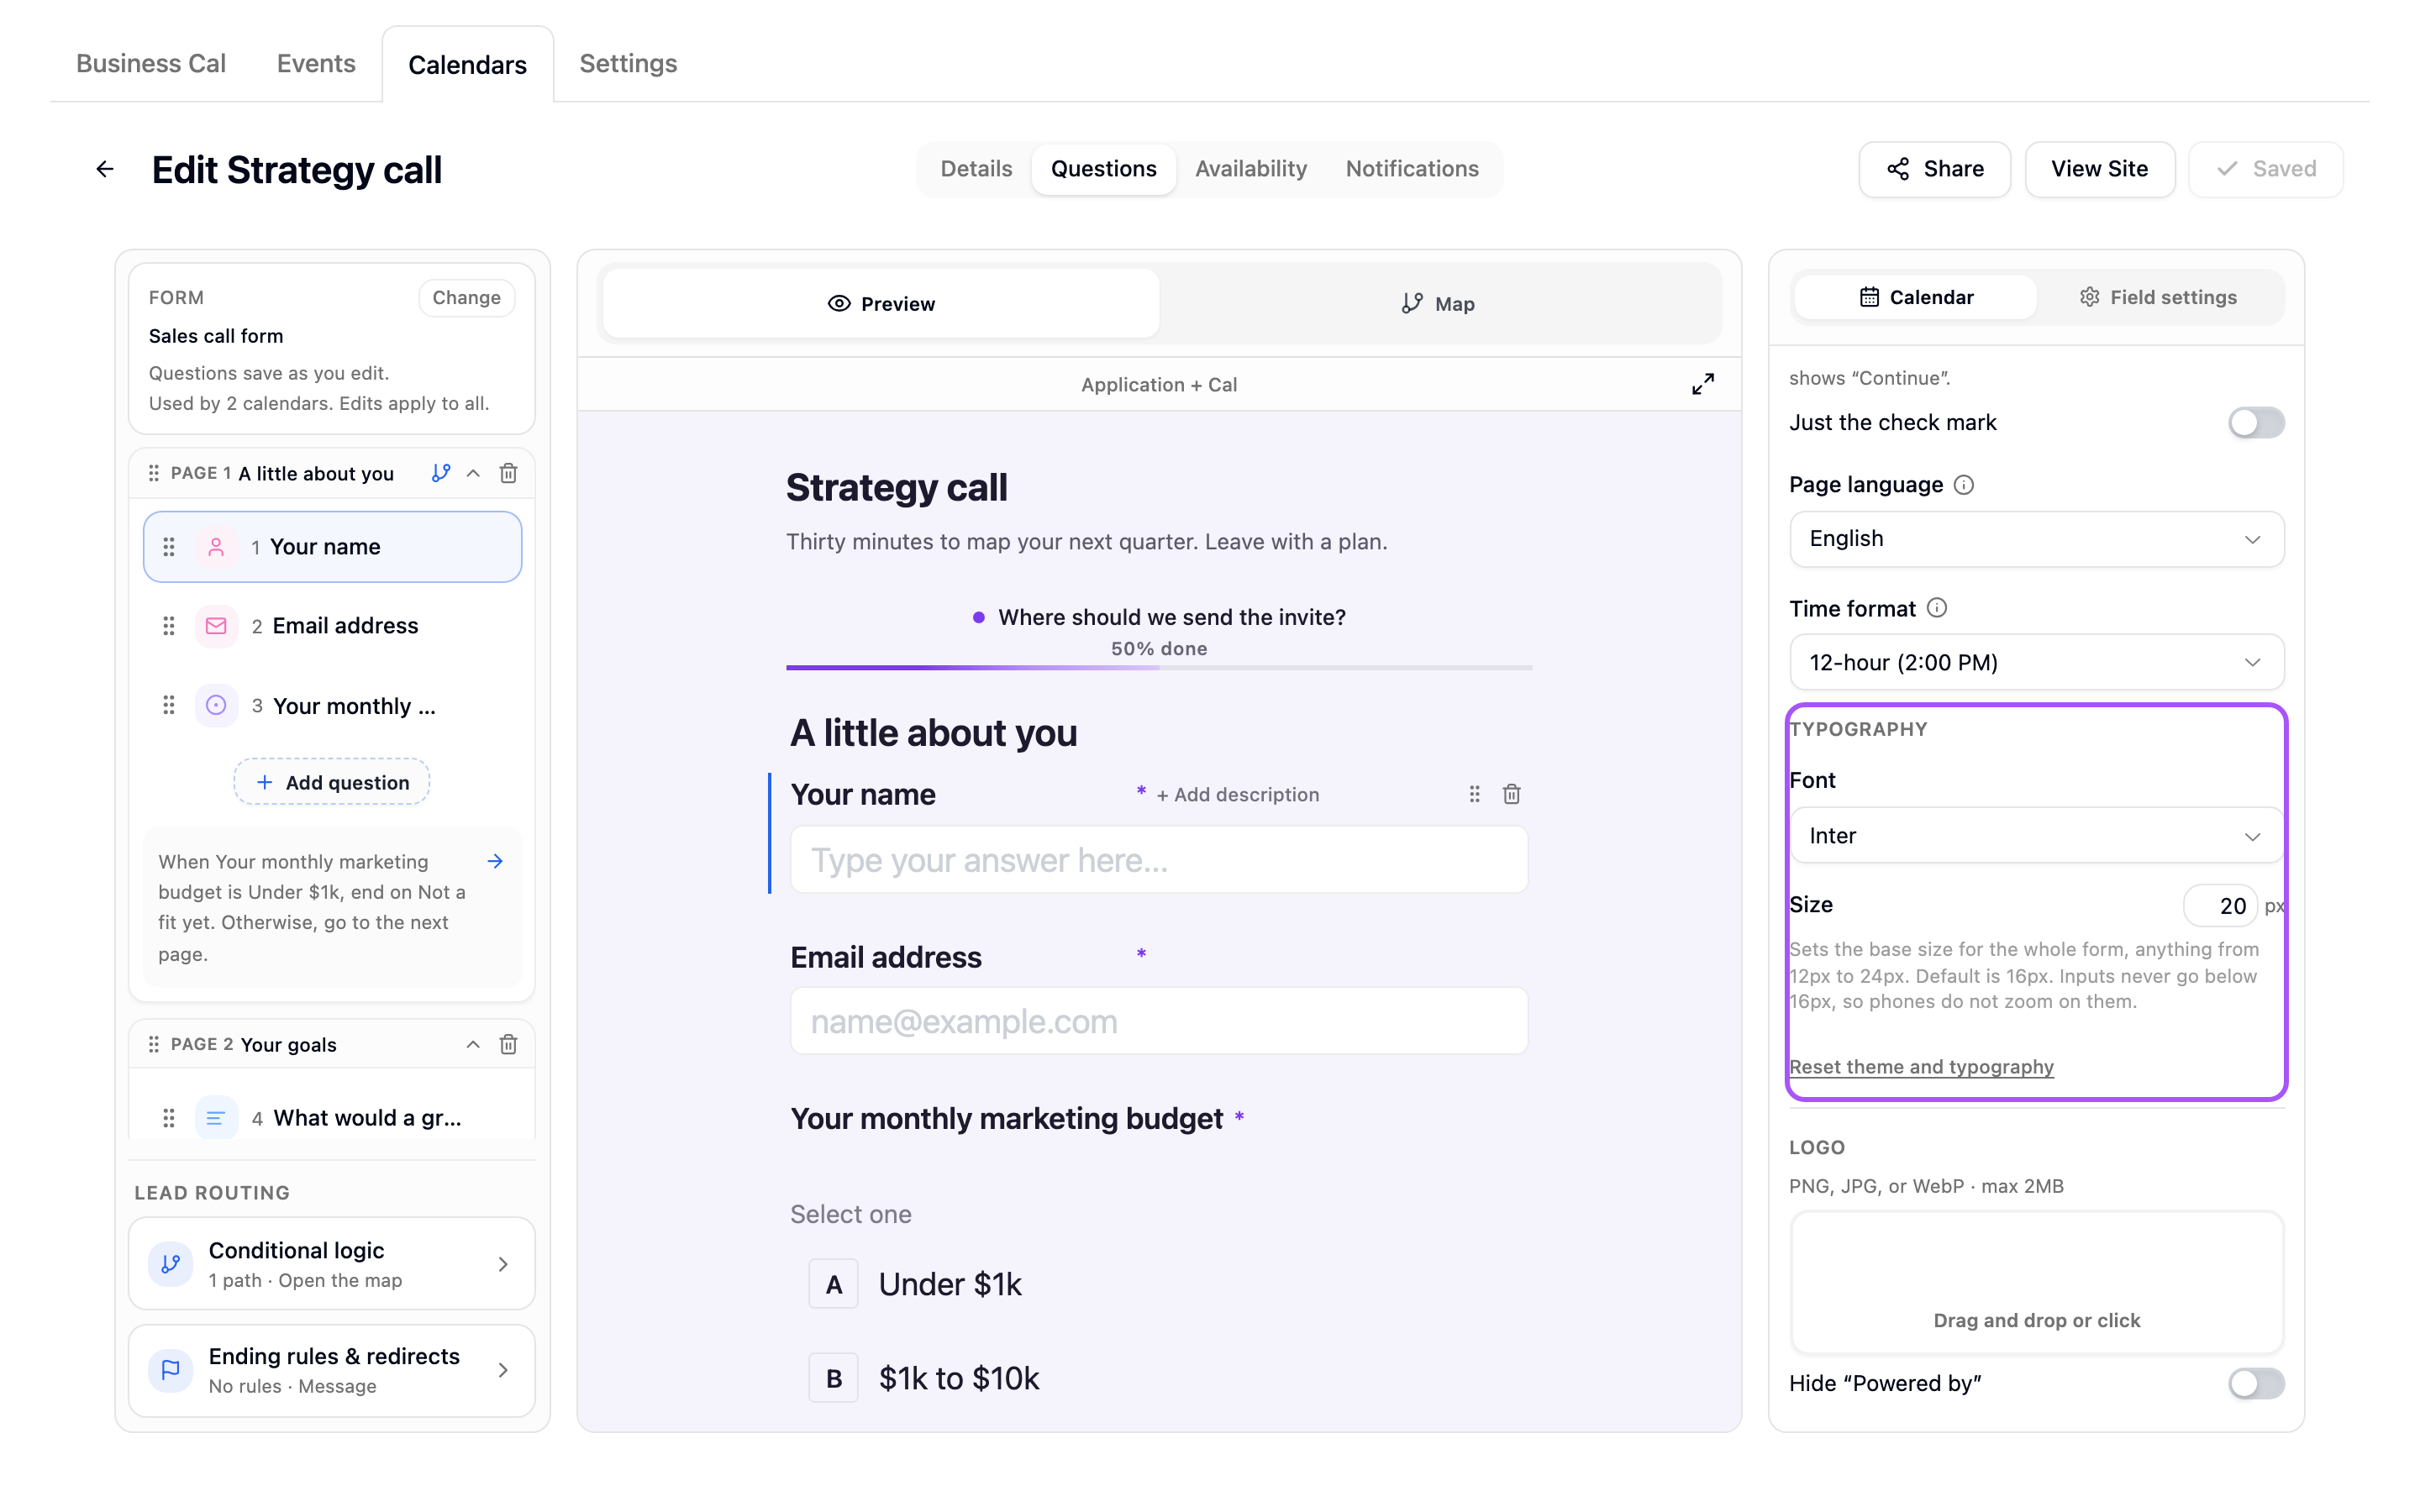 Business Cal
Events
Calendars
Settings
Edit Strategy call
Details
Questions
Availability
Notifications
Share
View Site
Saved
FORM
Change
Sales call form
Questions save as you edit.
Used by 2 calendars. Edits apply to all.
PAGE 1 A little about you
1 Your name
2 Email address
3 Your monthly ...
+ Add question
When Your monthly marketing
budget is Under $1k, end on Not a
fit yet. Otherwise, go to the next
page.
PAGE 2 Your goals
4 What would a gr...
LEAD ROUTING
Conditional logic
1 path · Open the map
Ending rules & redirects
No rules · Message
Preview
Map
Application + Cal
Strategy call
Thirty minutes to map your next quarter. Leave with a plan.
Where should we send the invite?
50% done
A little about you
Your name * + Add description
Type your answer here...
Email address *
name@example.com
Your monthly marketing budget *
Select one
A Under $1k
B $1k to $10k
Calendar
Field settings
shows “Continue”.
Just the check mark
Page language
English
Time format
12-hour (2:00 PM)
TYPOGRAPHY
Font
Inter
Size 20 px
Sets the base size for the whole form, anything from
12px to 24px. Default is 16px. Inputs never go below
16px, so phones do not zoom on them.
Reset theme and typography
LOGO
PNG, JPG, or WebP · max 2MB
Drag and drop or click
Hide “Powered by”